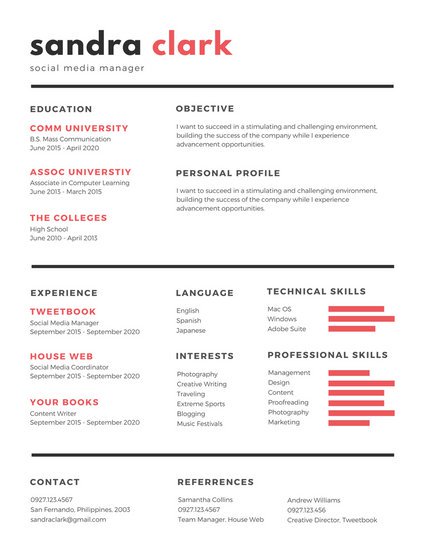 sandra clark
social media manager
EDUCATION
COMM UNIVERSITY
B.S. Mass Communication
June 2015 - April 2020
ASSOC UNIVERSTIY
Associate in Computer Learning
June 2013 - March 2015
THE COLLEGES
High School
June 2010 - April 2013
OBJECTIVE
I want to succeed in a stimulating and challenging environment,
building the success of the company while I experience
advancement opportunities.
PERSONAL PROFILE
I want to succeed in a stimulating and challenging environment,
building the success of the company while I experience
advancement opportunities.
EXPERIENCE
TWEETBOOK
Social Media Manager
September 2015 - September 2020
HOUSE WEB
Social Media Coordinator
September 2015 - September 2020
YOUR BOOKS
Content Writer
September 2015 - September 2020
LANGUAGE
English
Spanish
Japanese
INTERESTS
Photography
Creative Writing
Traveling
Extreme Sports
Blogging
Music Festivals
TECHNICAL SKILLS
Mac OS
Windows
Adobe Suite
PROFESSIONAL SKILLS
Management
Design
Content
Proofreading
Photography
Marketing
CONTACT
0927.123.4567
San Fernando, Philippines, 2003
sandraclark@gmail.com
REFERRENCES
Samantha Collins
0927.123.4567
Team Manager, House Web
Andrew Williams
0927.123.456
Creative Director, Tweetbook